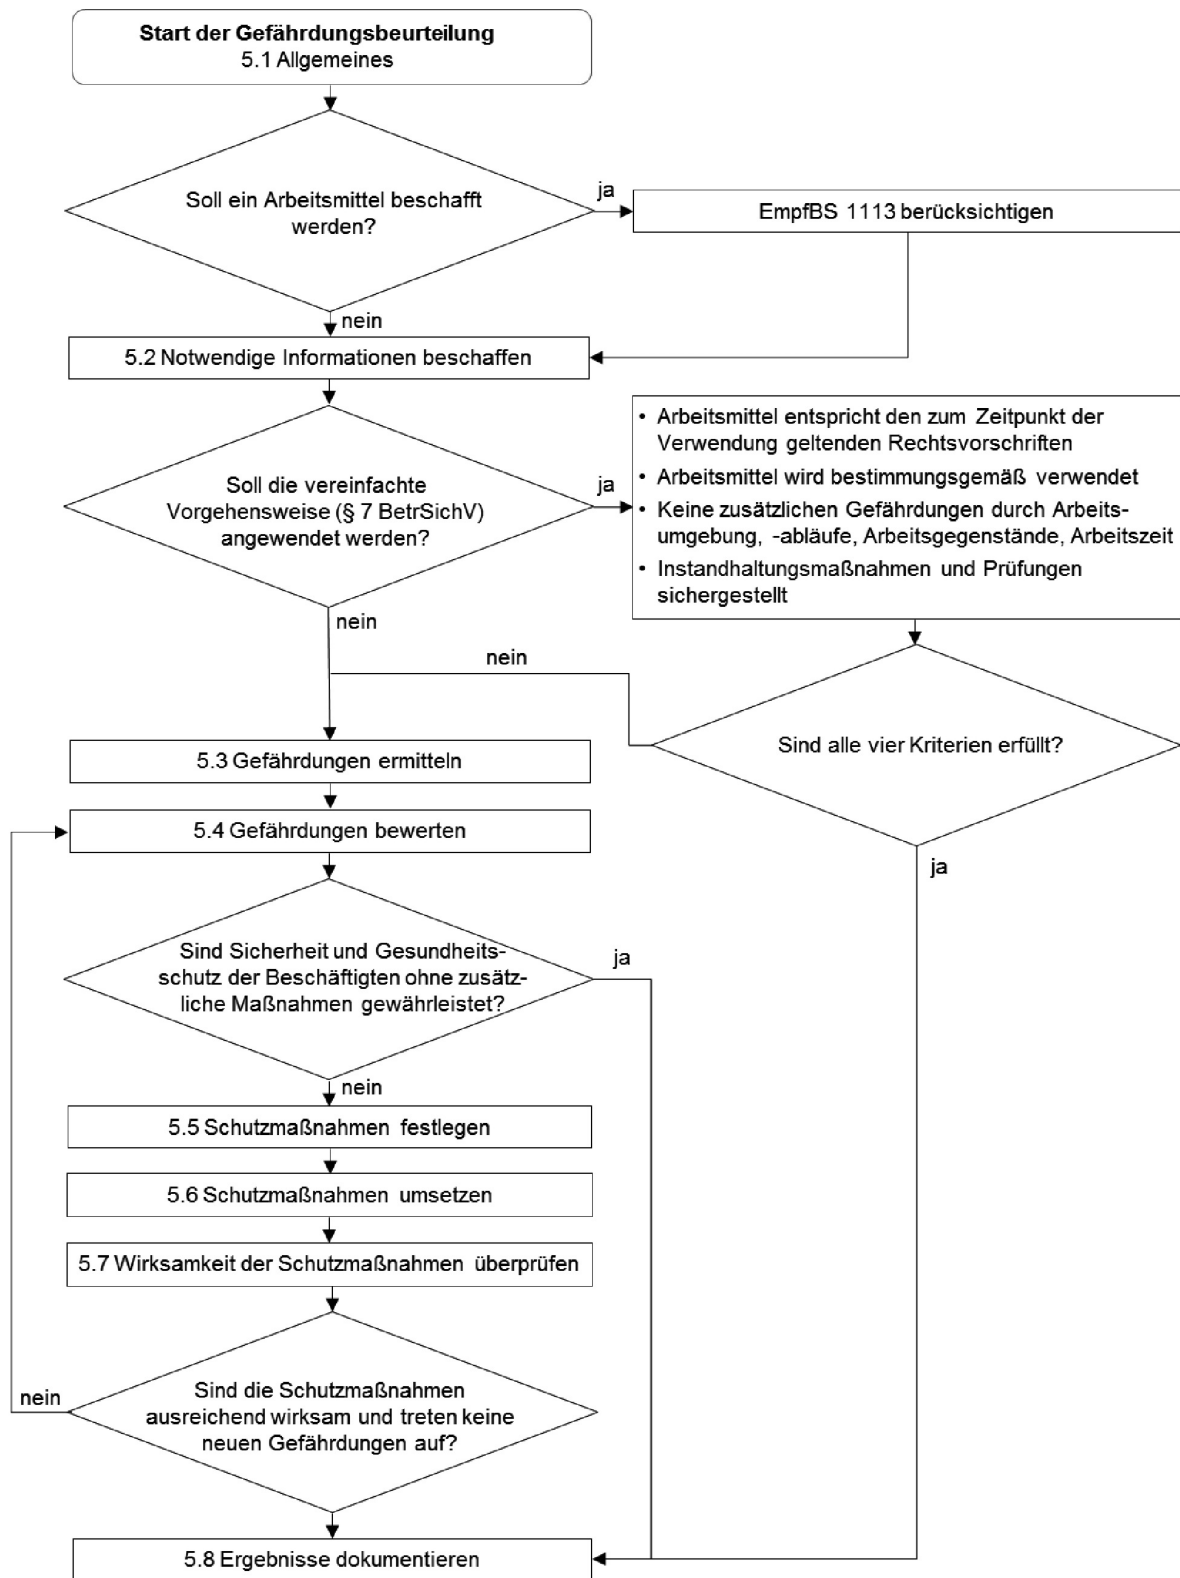 Start der Gefährdungsbeurteilung
5.1 Allgemeines
Soll ein Arbeitsmittel beschafft
werden?
ja
EmpfBS 1113 berücksichtigen
nein
5.2 Notwendige Informationen beschaffen
Soll die vereinfachte
Vorgehensweise (§ 7 BetrSichV)
angewendet werden?
ja
• Arbeitsmittel entspricht den zum Zeitpunkt der
Verwendung geltenden Rechtsvorschriften
• Arbeitsmittel wird bestimmungsgemäß verwendet
• Keine zusätzlichen Gefährdungen durch Arbeits-
umgebung, -abläufe, Arbeitsgegenstände, Arbeitszeit
• Instandhaltungsmaßnahmen und Prüfungen
sichergestellt
nein
nein
Sind alle vier Kriterien erfüllt?
ja
5.3 Gefährdungen ermitteln
5.4 Gefährdungen bewerten
Sind Sicherheit und Gesundheits-
schutz der Beschäftigten ohne zusätz-
liche Maßnahmen gewährleistet?
ja
nein
5.5 Schutzmaßnahmen festlegen
5.6 Schutzmaßnahmen umsetzen
5.7 Wirksamkeit der Schutzmaßnahmen überprüfen
Sind die Schutzmaßnahmen
ausreichend wirksam und treten keine
neuen Gefährdungen auf?
nein
5.8 Ergebnisse dokumentieren